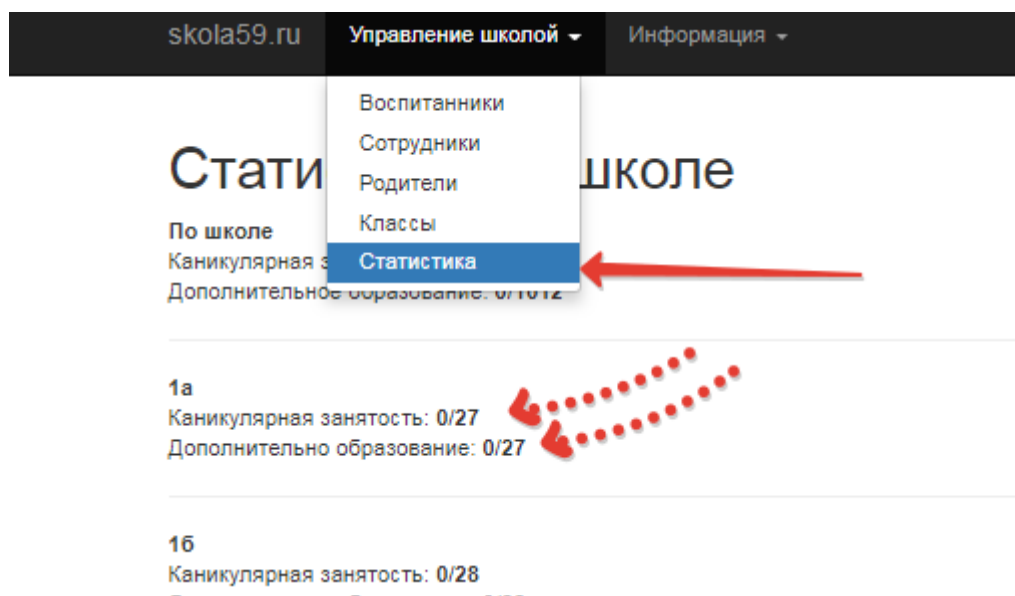 skola59.ru Управление школой Информация
Воспитанники
Сотрудники
Родители
Классы
Статистика
Стати школе
По школе
Каникулярная з
Дополнительное образование: 0/1012
1а
Каникулярная занятость: 0/27
Дополнительно образование: 0/27
1б
Каникулярная занятость: 0/28